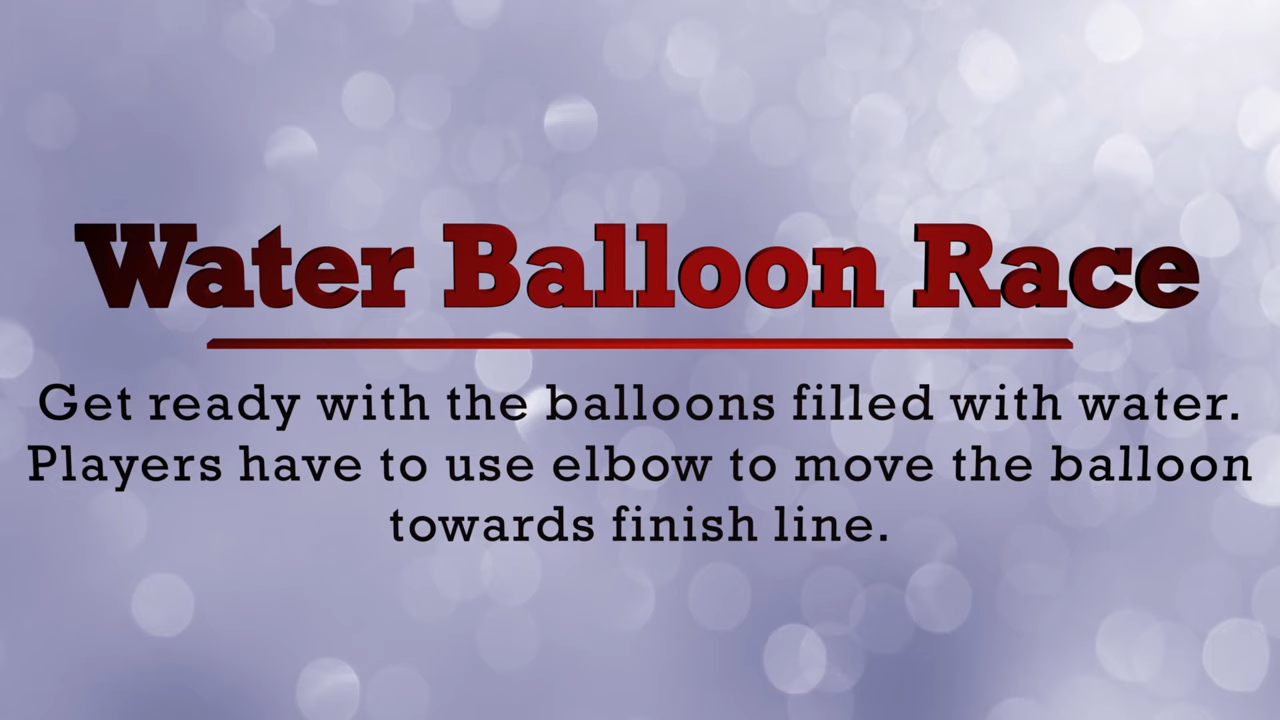 Water Balloon Race
Get ready with the balloons filled with water.
Players have to use elbow to move the balloon
towards finish line.